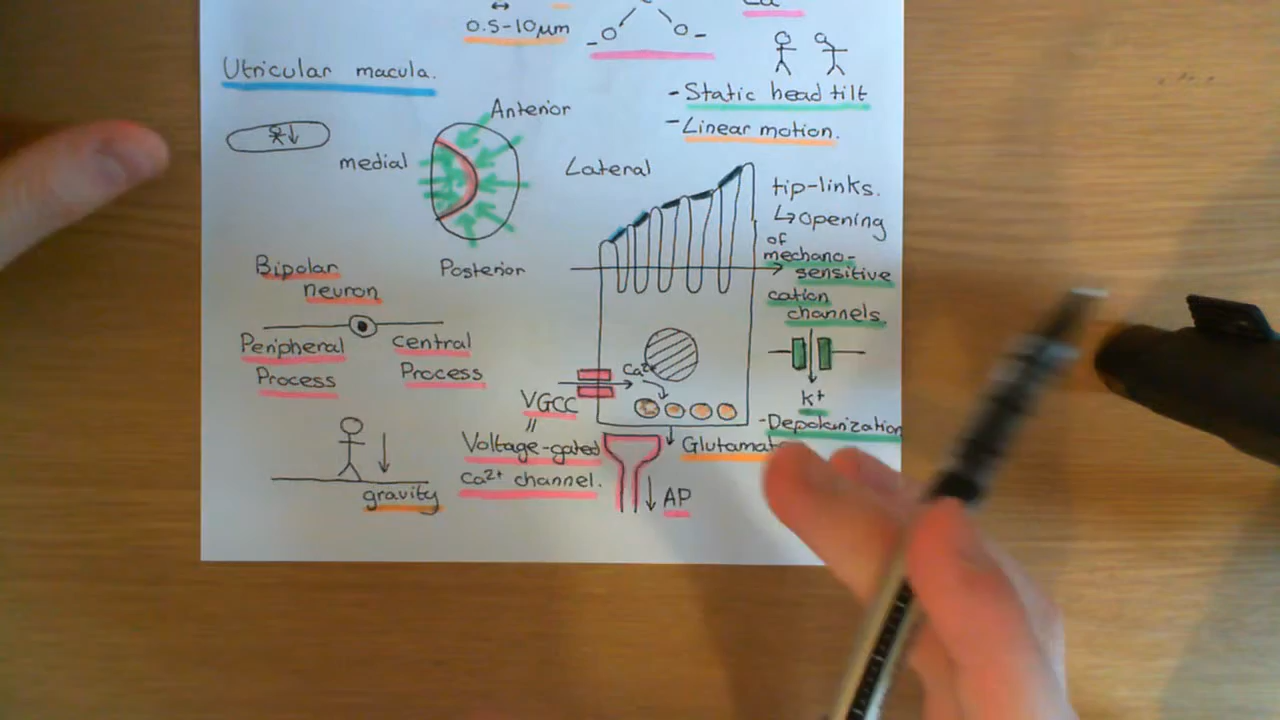 0.5-10μm
Utricular macula.
Anterior
medial
Lateral
Posterior
- Static head tilt
- Linear motion.
tip-links.
↳ opening
of
mechano-
sensitive
cation
channels.
K+
- Depolarization
Bipolar
neuron
Peripheral
Process
central
Process
gravity
Ca2+
VGCC
=
Voltage-gated
Ca2+ channel.
Glutamat
AP